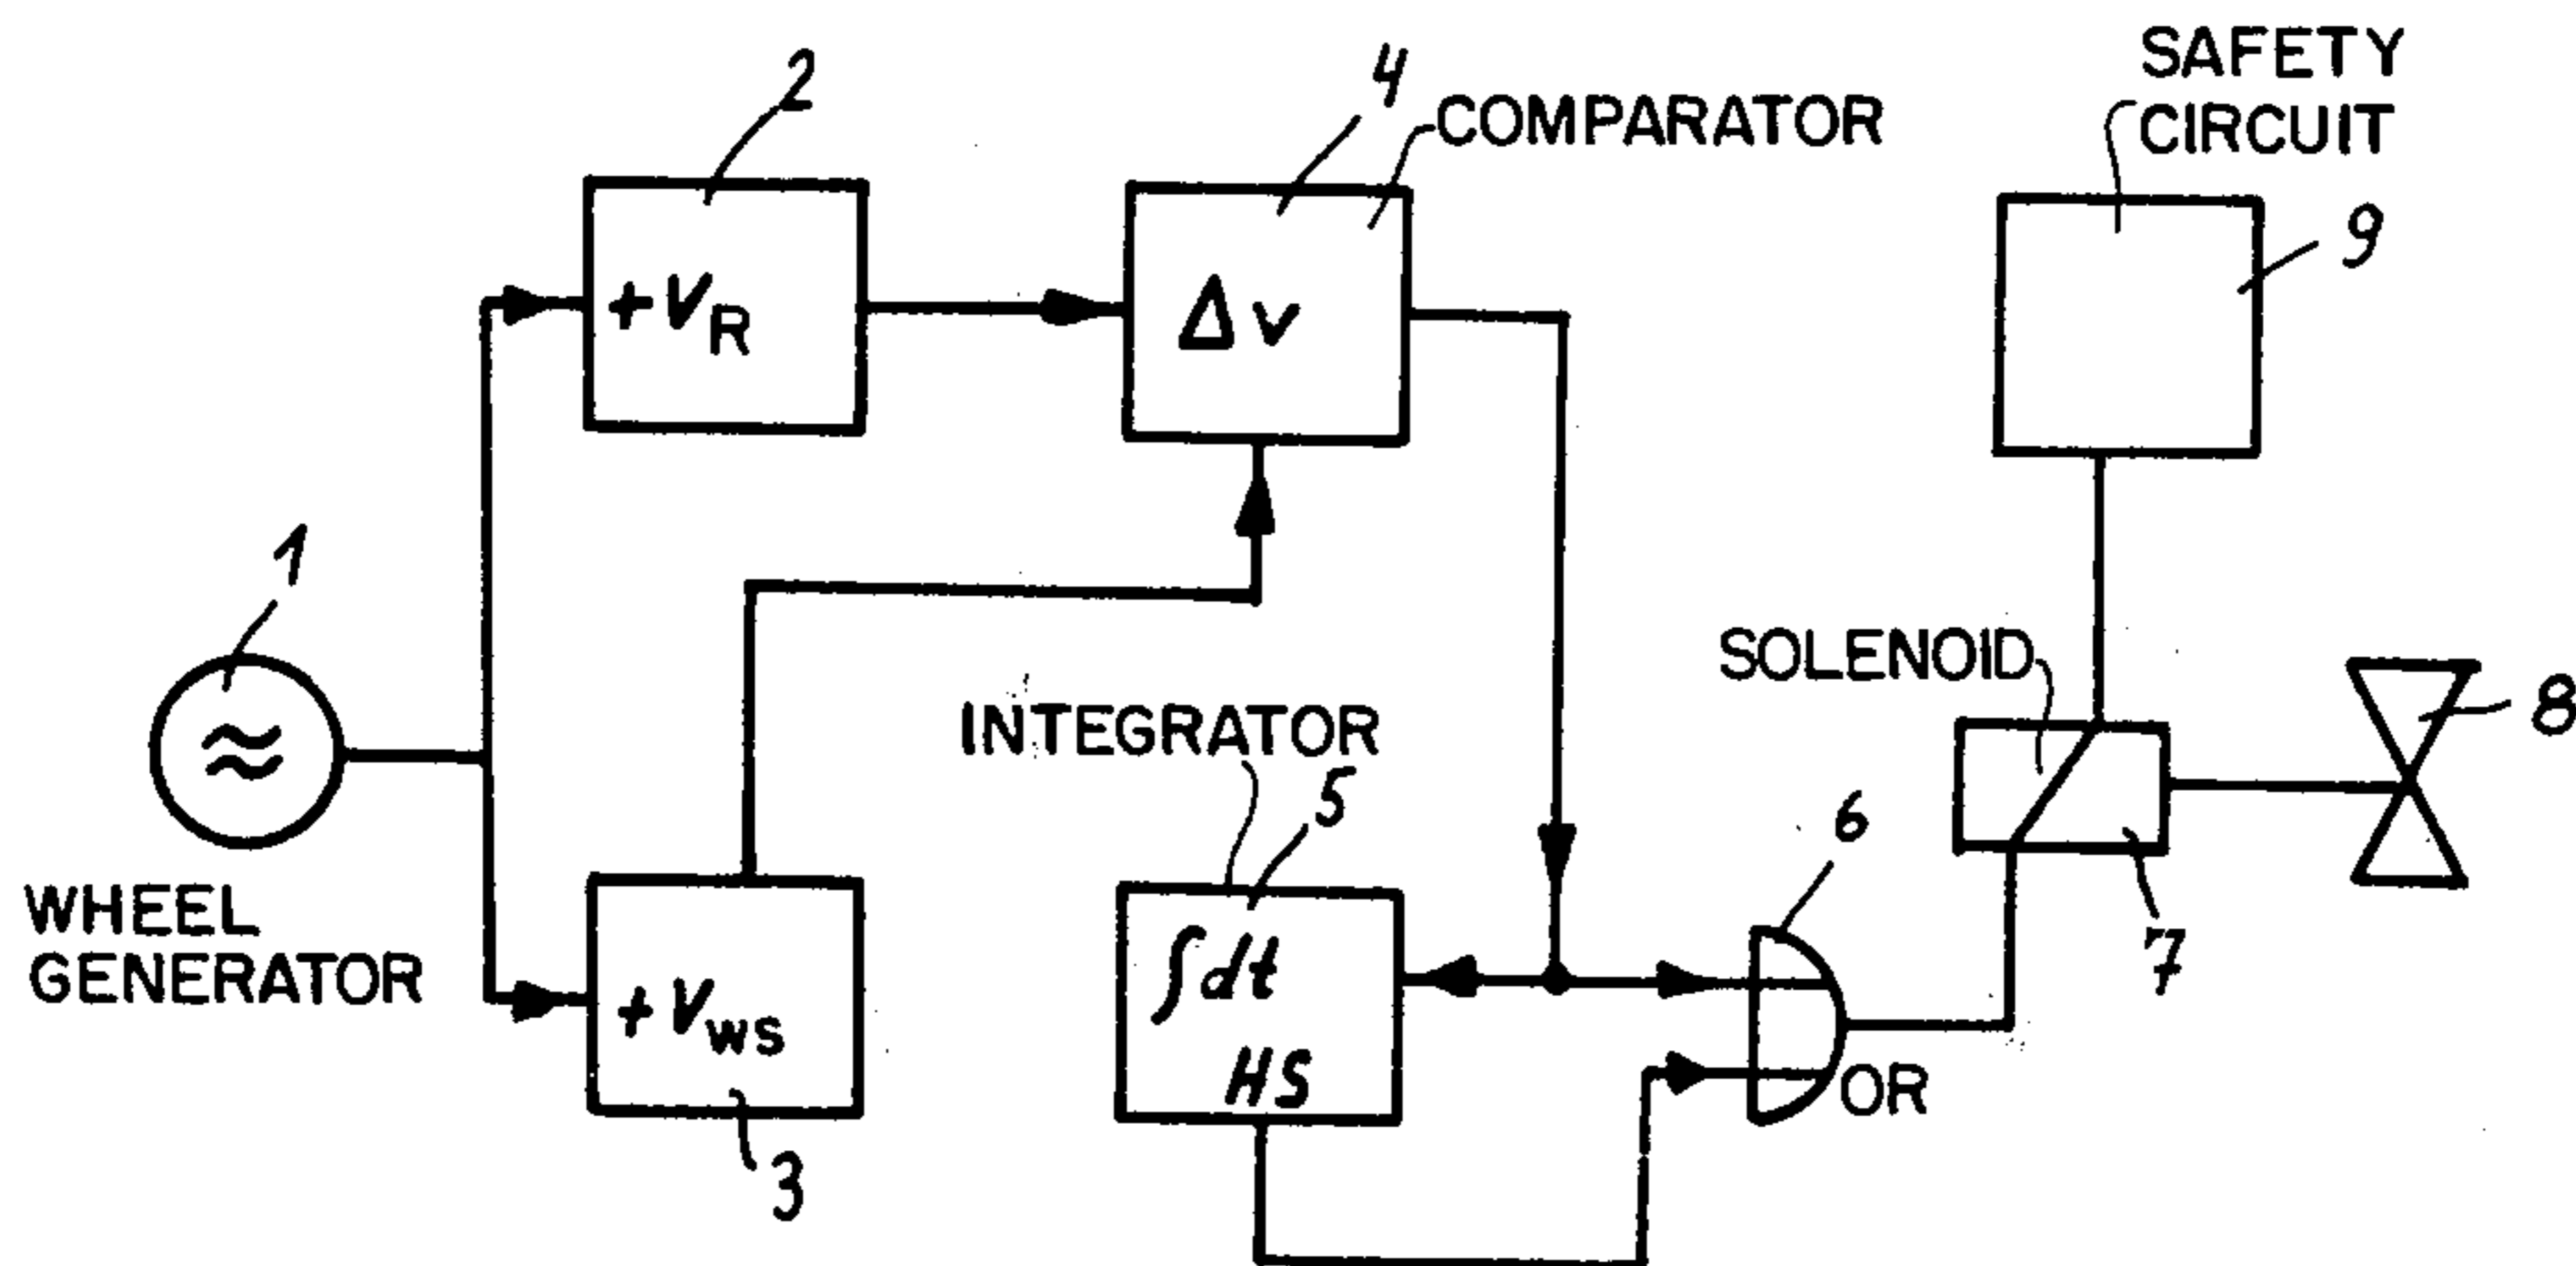 SAFETY
CIRCUIT
2
4
COMPARATOR
9
+VR
Δv
1
SOLENOID
8
INTEGRATOR
5
6
WHEEL
GENERATOR
∫dt
HS
7
+Vws
OR
3